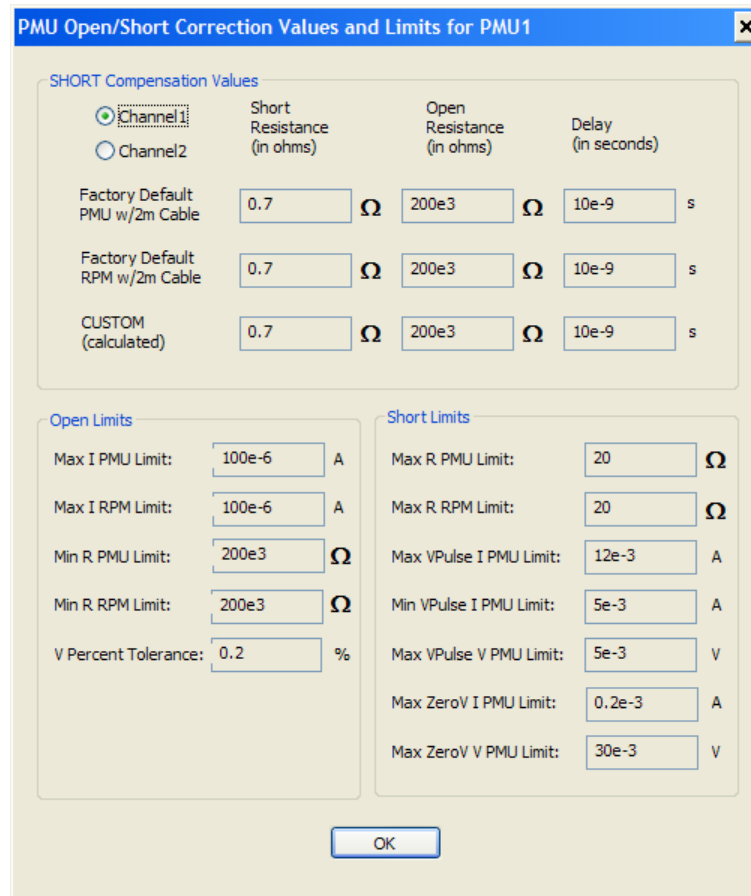 PMU Open/Short Correction Values and Limits for PMU1
SHORT Compensation Values
Channel1
Channel2
Short
Resistance
(in ohms)
Open
Resistance
(in ohms)
Delay
(in seconds)
Factory Default
PMU w/2m Cable
0.7 Ω 200e3 Ω 10e-9 s
Factory Default
RPM w/2m Cable
0.7 Ω 200e3 Ω 10e-9 s
CUSTOM
(calculated)
0.7 Ω 200e3 Ω 10e-9 s
Open Limits
Max I PMU Limit: 100e-6 A
Max I RPM Limit: 100e-6 A
Min R PMU Limit: 200e3 Ω
Min R RPM Limit: 200e3 Ω
V Percent Tolerance: 0.2 %
Short Limits
Max R PMU Limit: 20 Ω
Max R RPM Limit: 20 Ω
Max VPulse I PMU Limit: 12e-3 A
Min VPulse I PMU Limit: 5e-3 A
Max VPulse V PMU Limit: 5e-3 V
Max ZeroV I PMU Limit: 0.2e-3 A
Max ZeroV V PMU Limit: 30e-3 V
OK